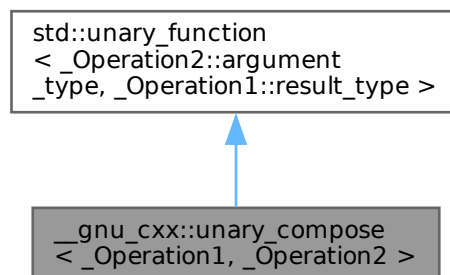 std::unary_function
< _Operation2::argument
_type, _Operation1::result_type >
__gnu_cxx::unary_compose
< _Operation1, _Operation2 >